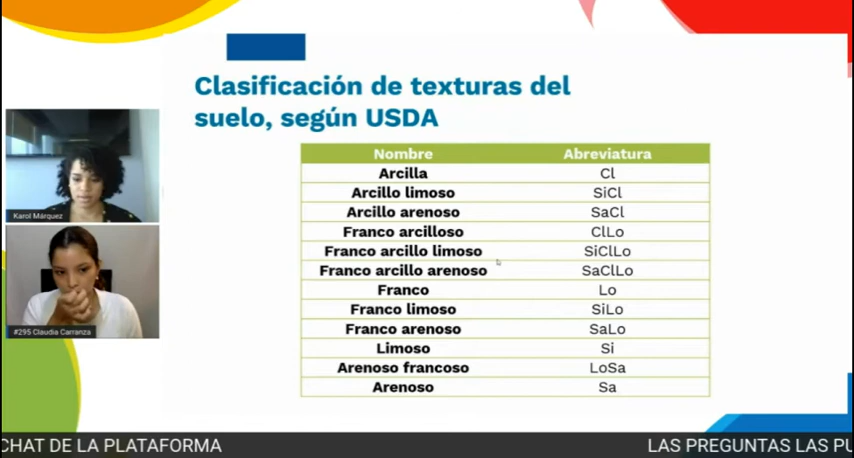 Clasificación de texturas del
suelo, según USDA
Karol Márquez
#295 Claudia Carranza
Nombre Abreviatura
Arcilla Cl
Arcillo limoso SiCl
Arcillo arenoso SaCl
Franco arcilloso ClLo
Franco arcillo limoso SiClLo
Franco arcillo arenoso SaClLo
Franco Lo
Franco limoso SiLo
Franco arenoso SaLo
Limoso Si
Arenoso francoso LoSa
Arenoso Sa
CHAT DE LA PLATAFORMA LAS PREGUNTAS LAS PU